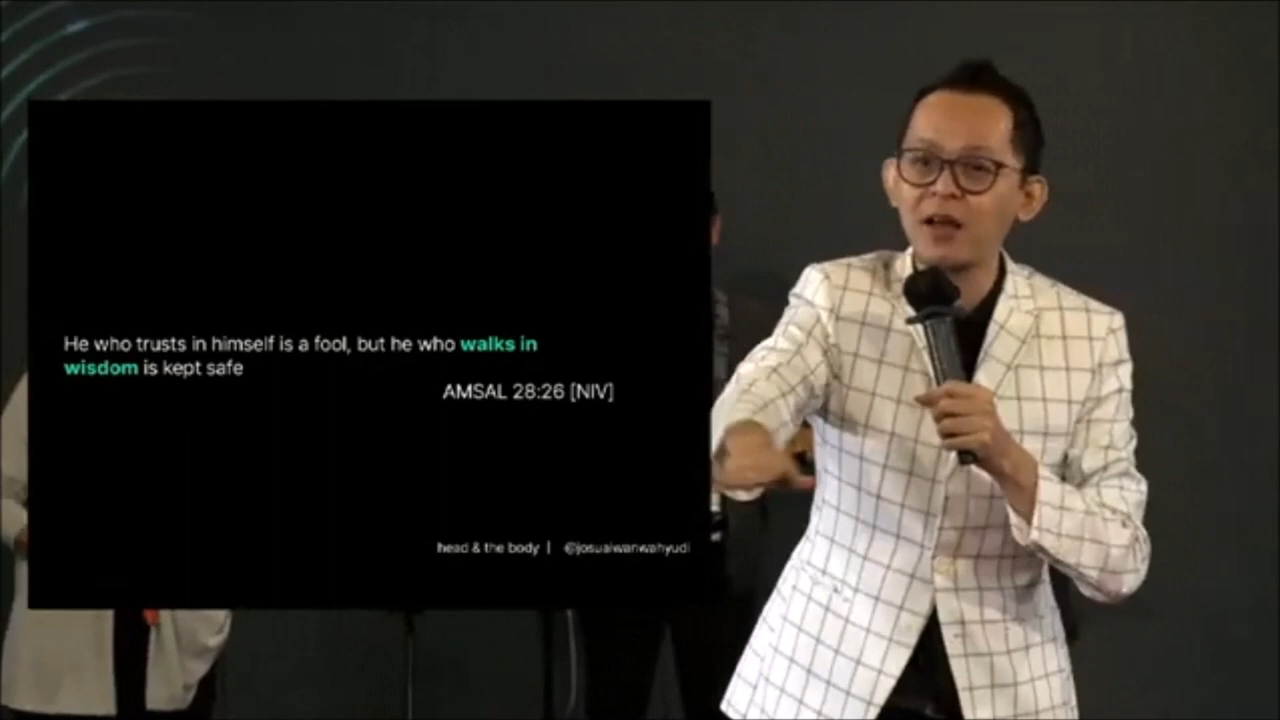 He who trusts in himself is a fool, but he who walks in
wisdom is kept safe
AMSAL 28:26 [NIV]
head & the body | @josuaiwanwahyudi